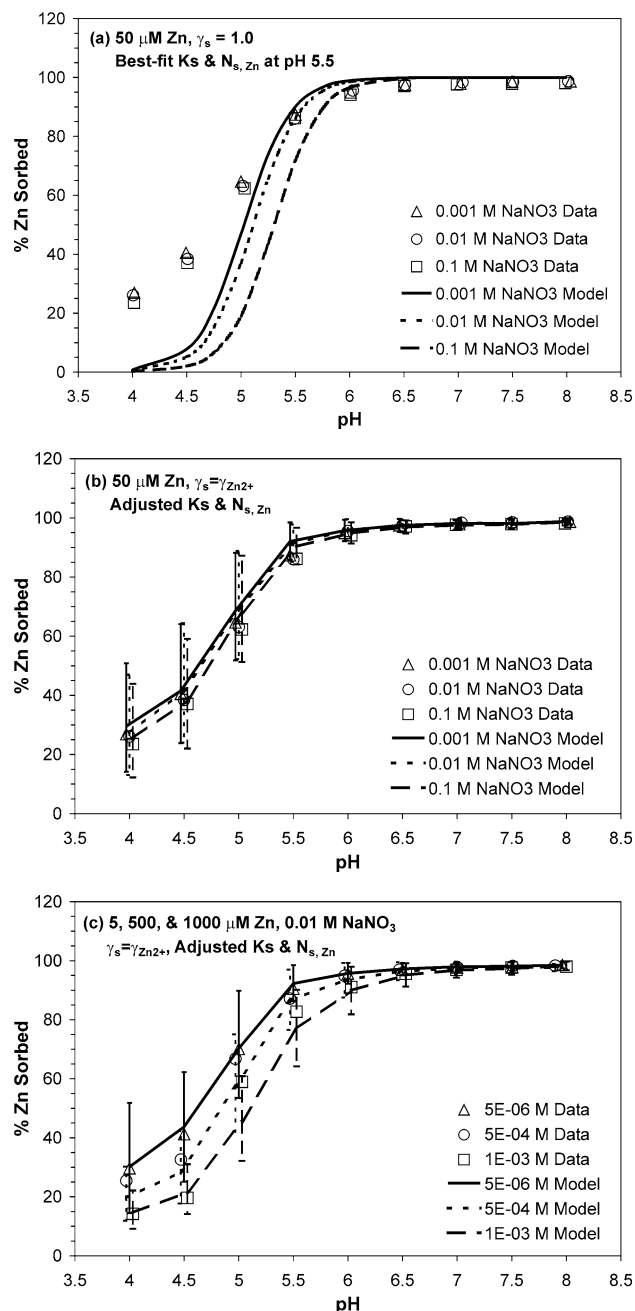 (a) 50 μM Zn, γs = 1.0
Best-fit Ks & Ns, Zn at pH 5.5
120
100
80
60
40
20
0
% Zn Sorbed
0.001 M NaNO3 Data
0.01 M NaNO3 Data
0.1 M NaNO3 Data
0.001 M NaNO3 Model
0.01 M NaNO3 Model
0.1 M NaNO3 Model
3.5 4 4.5 5 5.5 6 6.5 7 7.5 8 8.5
pH
(b) 50 μM Zn, γs=γZn2+
Adjusted Ks & Ns, Zn
120
100
80
60
40
20
0
% Zn Sorbed
0.001 M NaNO3 Data
0.01 M NaNO3 Data
0.1 M NaNO3 Data
0.001 M NaNO3 Model
0.01 M NaNO3 Model
0.1 M NaNO3 Model
3.5 4 4.5 5 5.5 6 6.5 7 7.5 8 8.5
pH
(c) 5, 500, & 1000 μM Zn, 0.01 M NaNO3
γs=γZn2+, Adjusted Ks & Ns, Zn
120
100
80
60
40
20
0
% Zn Sorbed
5E-06 M Data
5E-04 M Data
1E-03 M Data
5E-06 M Model
5E-04 M Model
1E-03 M Model
3.5 4 4.5 5 5.5 6 6.5 7 7.5 8 8.5
pH